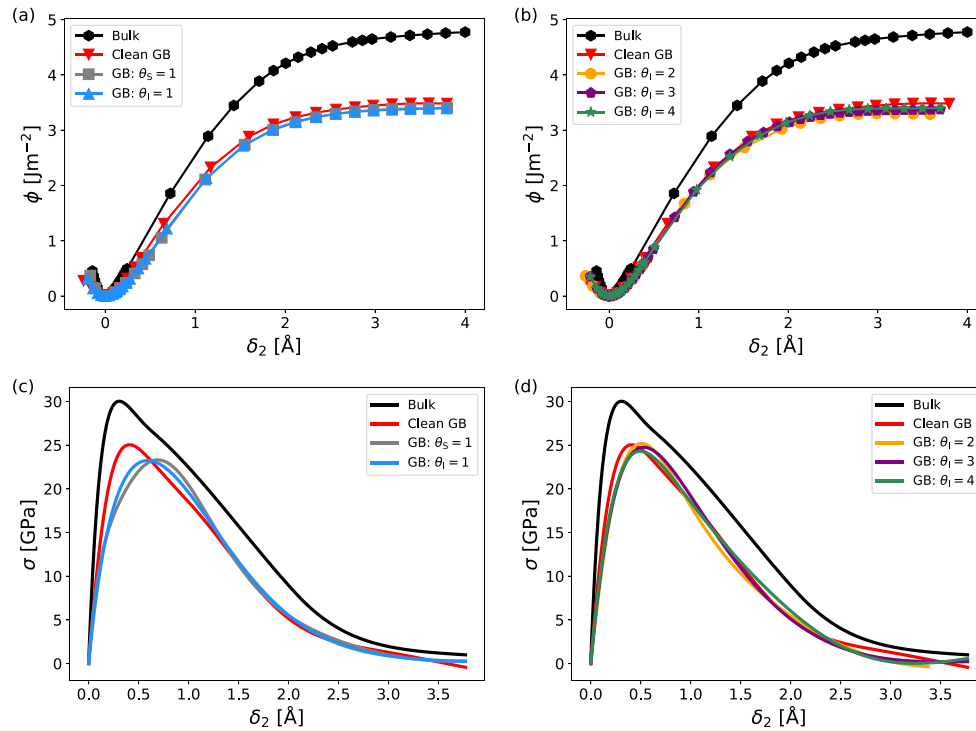 (a)
Bulk
Clean GB
GB: θS = 1
GB: θI = 1
ϕ [Jm−2]
5
4
3
2
1
0
0 1 2 3 4
δ2 [Å]
(b)
Bulk
Clean GB
GB: θI = 2
GB: θI = 3
GB: θI = 4
ϕ [Jm−2]
5
4
3
2
1
0
0 1 2 3 4
δ2 [Å]
(c)
Bulk
Clean GB
GB: θS = 1
GB: θI = 1
σ [GPa]
30
25
20
15
10
5
0
0.0 0.5 1.0 1.5 2.0 2.5 3.0 3.5
δ2 [Å]
(d)
Bulk
Clean GB
GB: θI = 2
GB: θI = 3
GB: θI = 4
σ [GPa]
30
25
20
15
10
5
0
0.0 0.5 1.0 1.5 2.0 2.5 3.0 3.5
δ2 [Å]